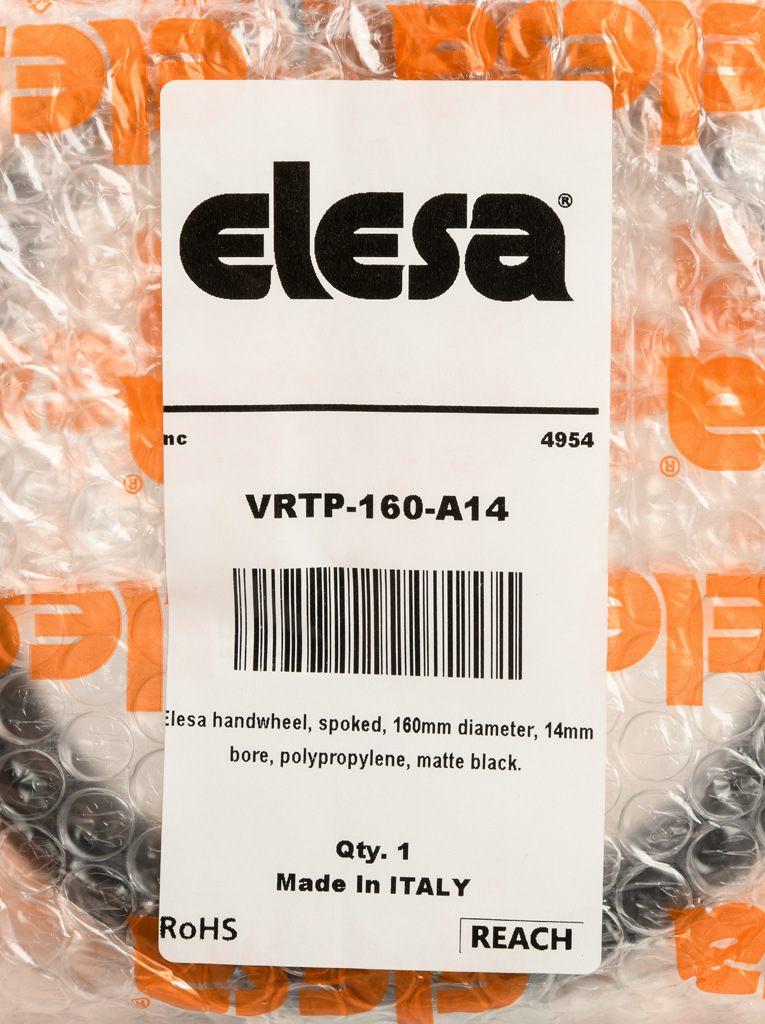 elesa®
nc 4954
VRTP-160-A14
Elesa handwheel, spoked, 160mm diameter, 14mm
bore, polypropylene, matte black.
Qty. 1
Made In ITALY
RoHS REACH